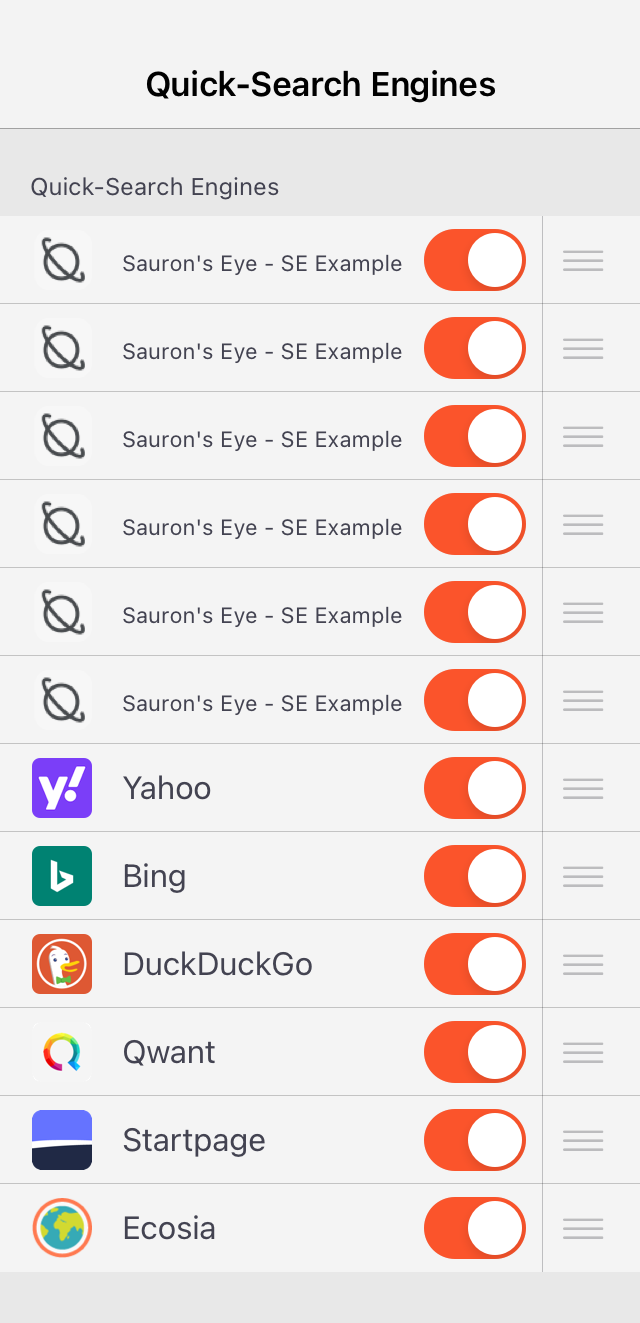 Quick-Search Engines
Quick-Search Engines
Sauron's Eye - SE Example
Sauron's Eye - SE Example
Sauron's Eye - SE Example
Sauron's Eye - SE Example
Sauron's Eye - SE Example
Sauron's Eye - SE Example
y! Yahoo
b Bing
DuckDuckGo
Qwant
Startpage
Ecosia